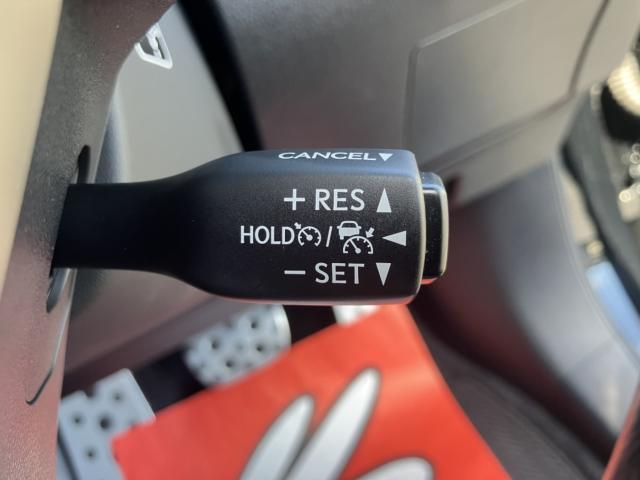 CANCEL▼
+ RES ▲
HOLD / ◀
− SET ▼